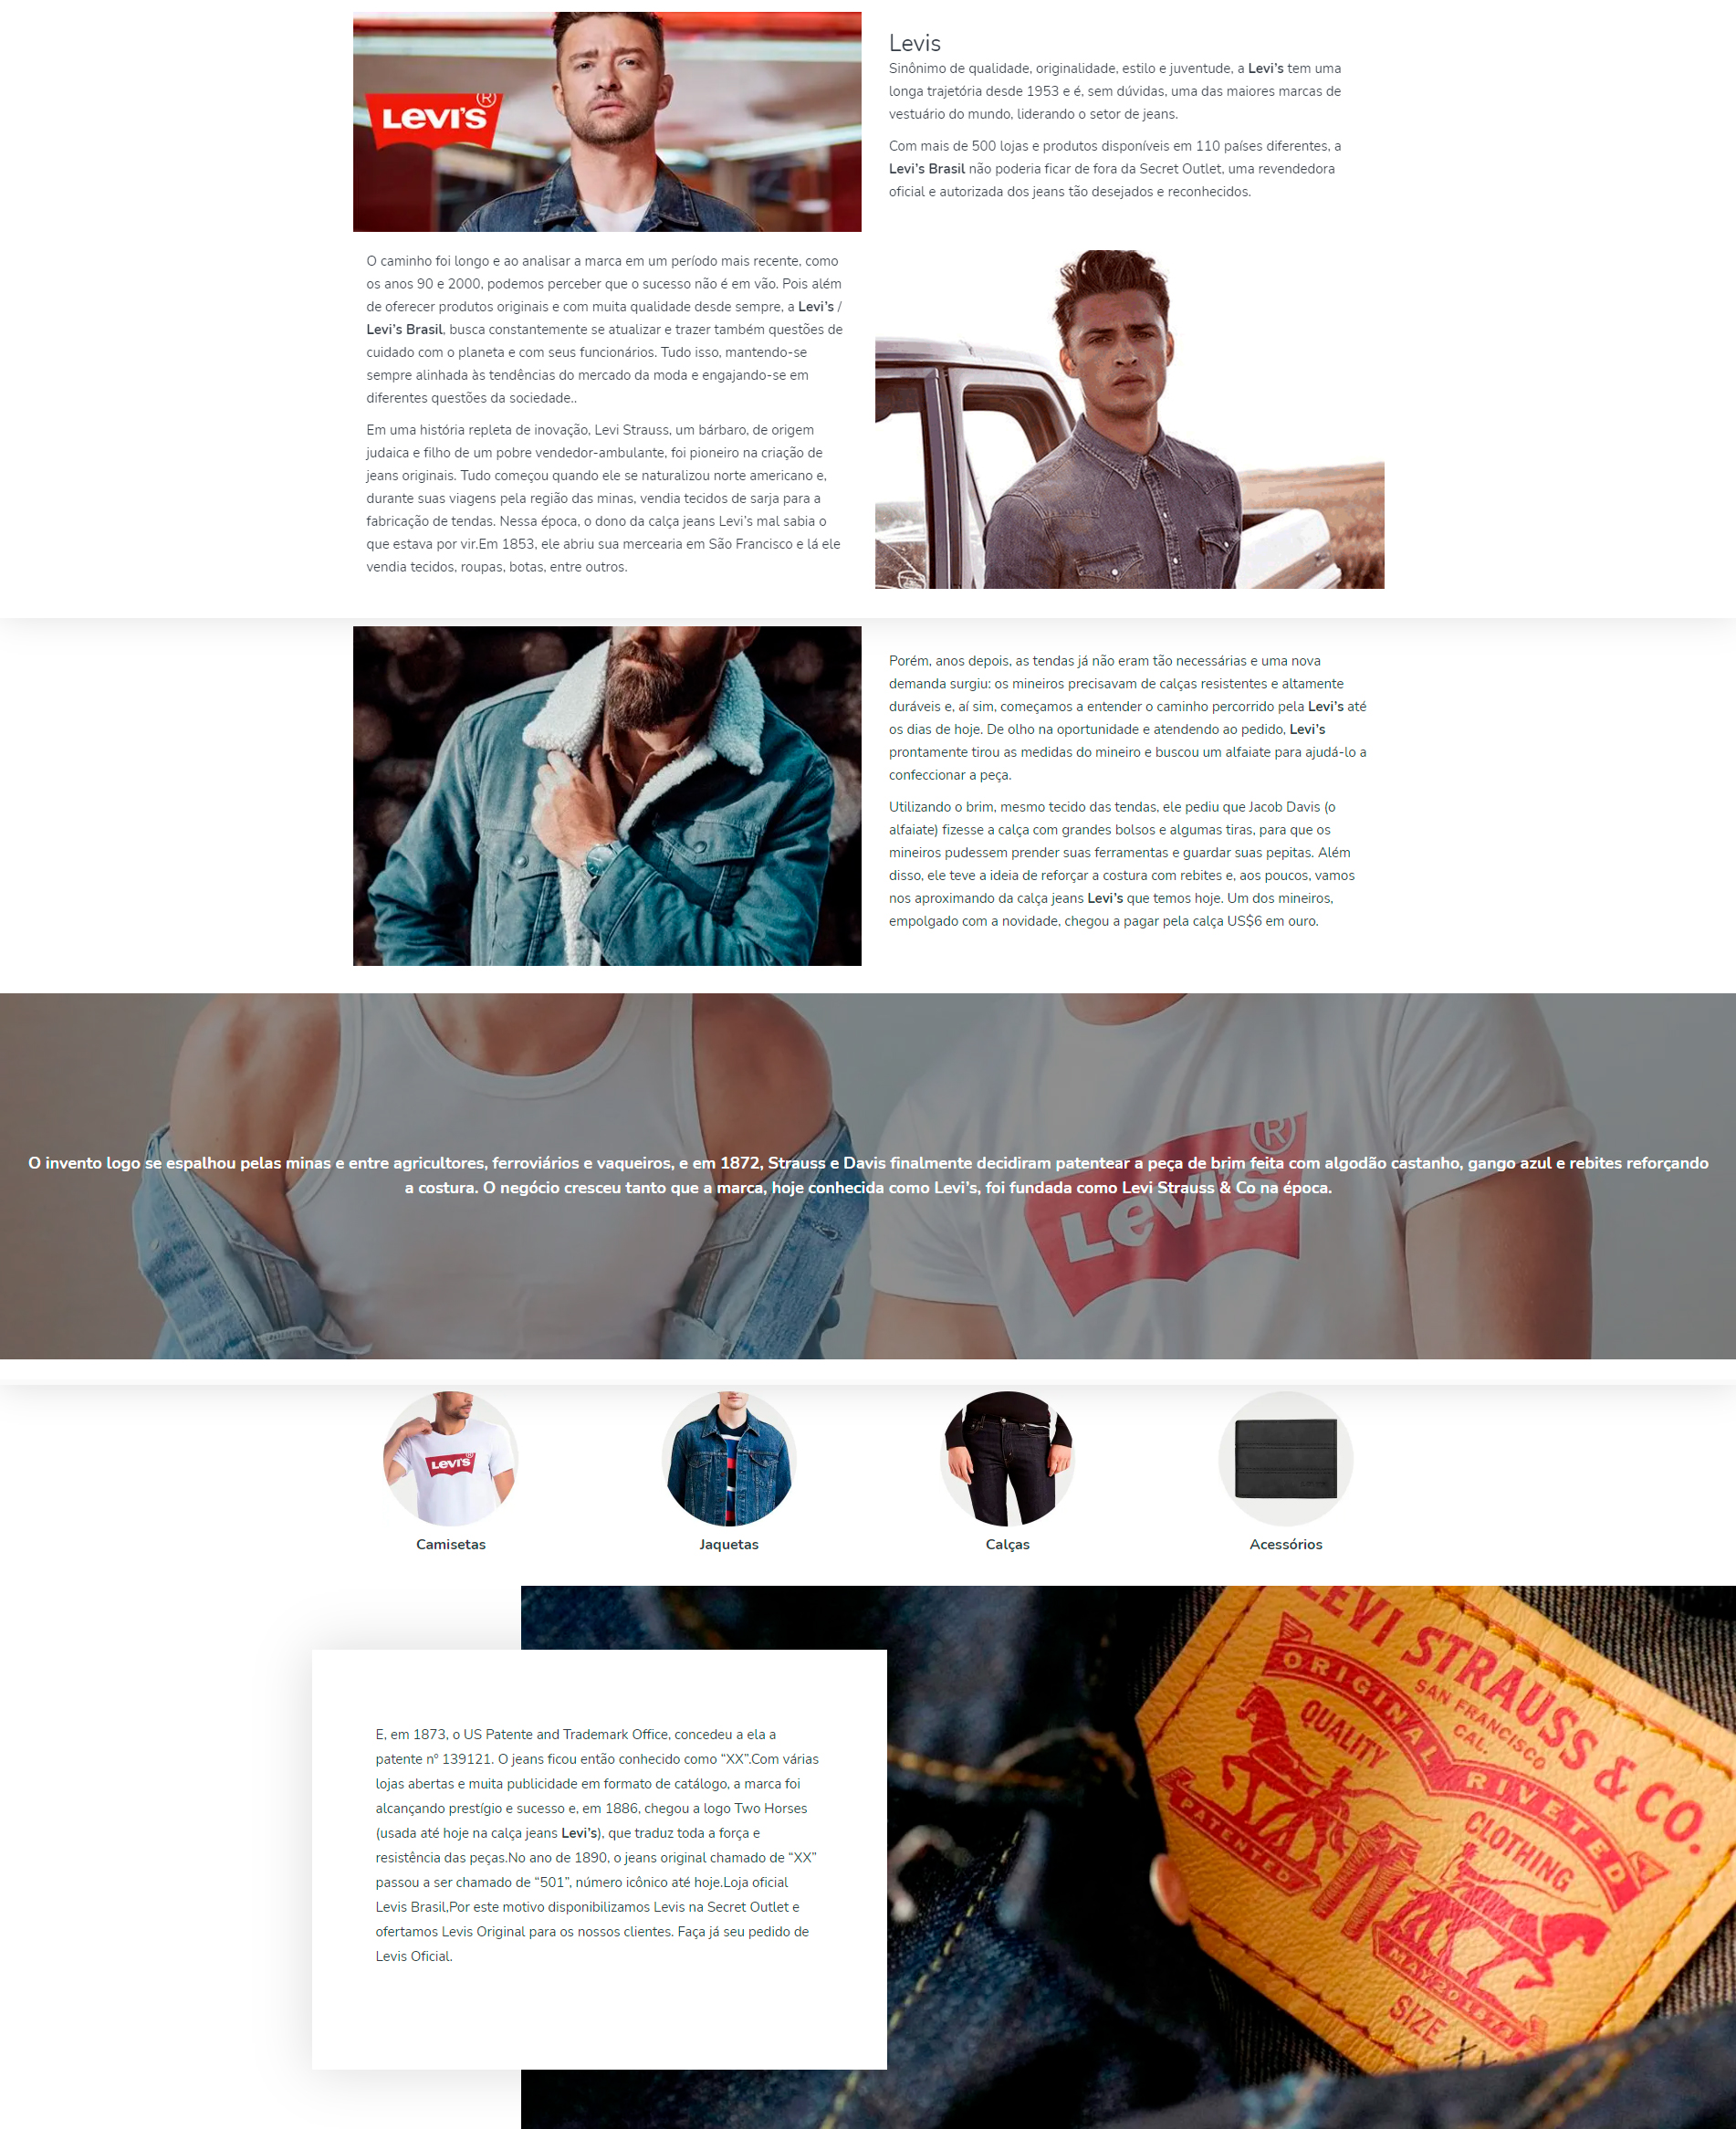 LEVI'S
®
Levis
Sinônimo de qualidade, originalidade, estilo e juventude, a Levi’s tem uma
longa trajetória desde 1953 e é, sem dúvidas, uma das maiores marcas de
vestuário do mundo, liderando o setor de jeans.
Com mais de 500 lojas e produtos disponíveis em 110 países diferentes, a
Levi’s Brasil não poderia ficar de fora da Secret Outlet, uma revendedora
oficial e autorizada dos jeans tão desejados e reconhecidos.
O caminho foi longo e ao analisar a marca em um período mais recente, como
os anos 90 e 2000, podemos perceber que o sucesso não é em vão. Pois além
de oferecer produtos originais e com muita qualidade desde sempre, a Levi’s /
Levi’s Brasil, busca constantemente se atualizar e trazer também questões de
cuidado com o planeta e com seus funcionários. Tudo isso, mantendo-se
sempre alinhada às tendências do mercado da moda e engajando-se em
diferentes questões da sociedade..
Em uma história repleta de inovação, Levi Strauss, um bárbaro, de origem
judaica e filho de um pobre vendedor-ambulante, foi pioneiro na criação de
jeans originais. Tudo começou quando ele se naturalizou norte americano e,
durante suas viagens pela região das minas, vendia tecidos de sarja para a
fabricação de tendas. Nessa época, o dono da calça jeans Levi’s mal sabia o
que estava por vir.Em 1853, ele abriu sua mercearia em São Francisco e lá ele
vendia tecidos, roupas, botas, entre outros.
Porém, anos depois, as tendas já não eram tão necessárias e uma nova
demanda surgiu: os mineiros precisavam de calças resistentes e altamente
duráveis e, aí sim, começamos a entender o caminho percorrido pela Levi’s até
os dias de hoje. De olho na oportunidade e atendendo ao pedido, Levi’s
prontamente tirou as medidas do mineiro e buscou um alfaiate para ajudá-lo a
confeccionar a peça.
Utilizando o brim, mesmo tecido das tendas, ele pediu que Jacob Davis (o
alfaiate) fizesse a calça com grandes bolsos e algumas tiras, para que os
mineiros pudessem prender suas ferramentas e guardar suas pepitas. Além
disso, ele teve a ideia de reforçar a costura com rebites e, aos poucos, vamos
nos aproximando da calça jeans Levi’s que temos hoje. Um dos mineiros,
empolgado com a novidade, chegou a pagar pela calça US$6 em ouro.
®
O invento logo se espalhou pelas minas e entre agricultores, ferroviários e vaqueiros, e em 1872, Strauss e Davis finalmente decidiram patentear a peça de brim feita com algodão castanho, gango azul e rebites reforçando
a costura. O negócio cresceu tanto que a marca, hoje conhecida como Levi’s, foi fundada como Levi Strauss & Co na época.
Levi's
LEVI'S
Camisetas
Jaquetas
Calças
Acessórios
LEVI STRAUSS & CO.
SAN FRANCISCO
CAL.
ORIGINAL RIVETED
QUALITY
CLOTHING
PATENTED
MAY 20 1873
SIZE
E, em 1873, o US Patente and Trademark Office, concedeu a ela a
patente nº 139121. O jeans ficou então conhecido como “XX”.Com várias
lojas abertas e muita publicidade em formato de catálogo, a marca foi
alcançando prestígio e sucesso e, em 1886, chegou a logo Two Horses
(usada até hoje na calça jeans Levi’s), que traduz toda a força e
resistência das peças.No ano de 1890, o jeans original chamado de “XX”
passou a ser chamado de “501”, número icônico até hoje.Loja oficial
Levis Brasil,Por este motivo disponibilizamos Levis na Secret Outlet e
ofertamos Levis Original para os nossos clientes. Faça já seu pedido de
Levis Oficial.